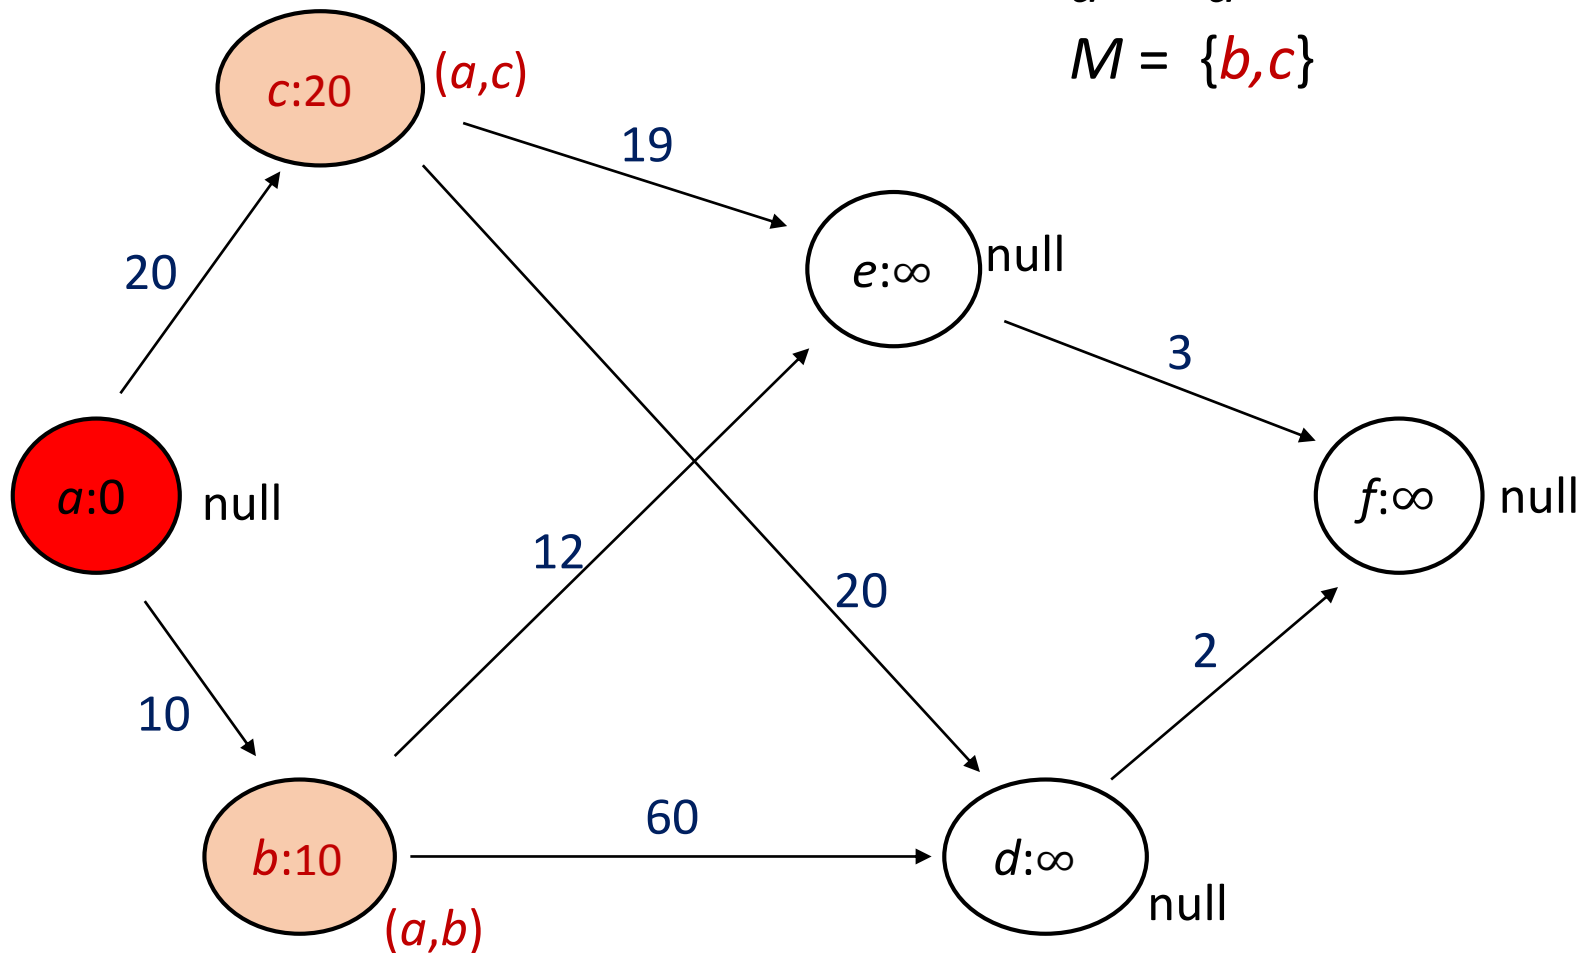 M = {b,c}
c:20 (a,c)
19
20
e:∞ null
3
a:0 null
f:∞ null
12
20
2
10
60
b:10
d:∞
null
(a,b)